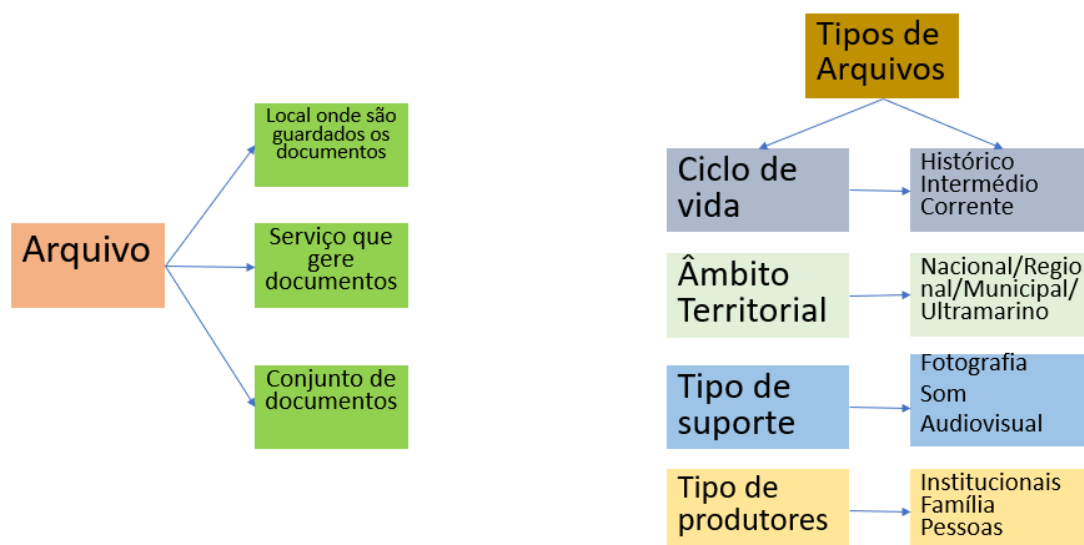 Arquivo
Local onde são
guardados os
documentos
Serviço que
gere
documentos
Conjunto de
documentos
Tipos de
Arquivos
Ciclo de
vida
Histórico
Intermédio
Corrente
Âmbito
Territorial
Nacional/Regio
nal/Municipal/
Ultramarino
Tipo de
suporte
Fotografia
Som
Audiovisual
Tipo de
produtores
Institucionais
Família
Pessoas